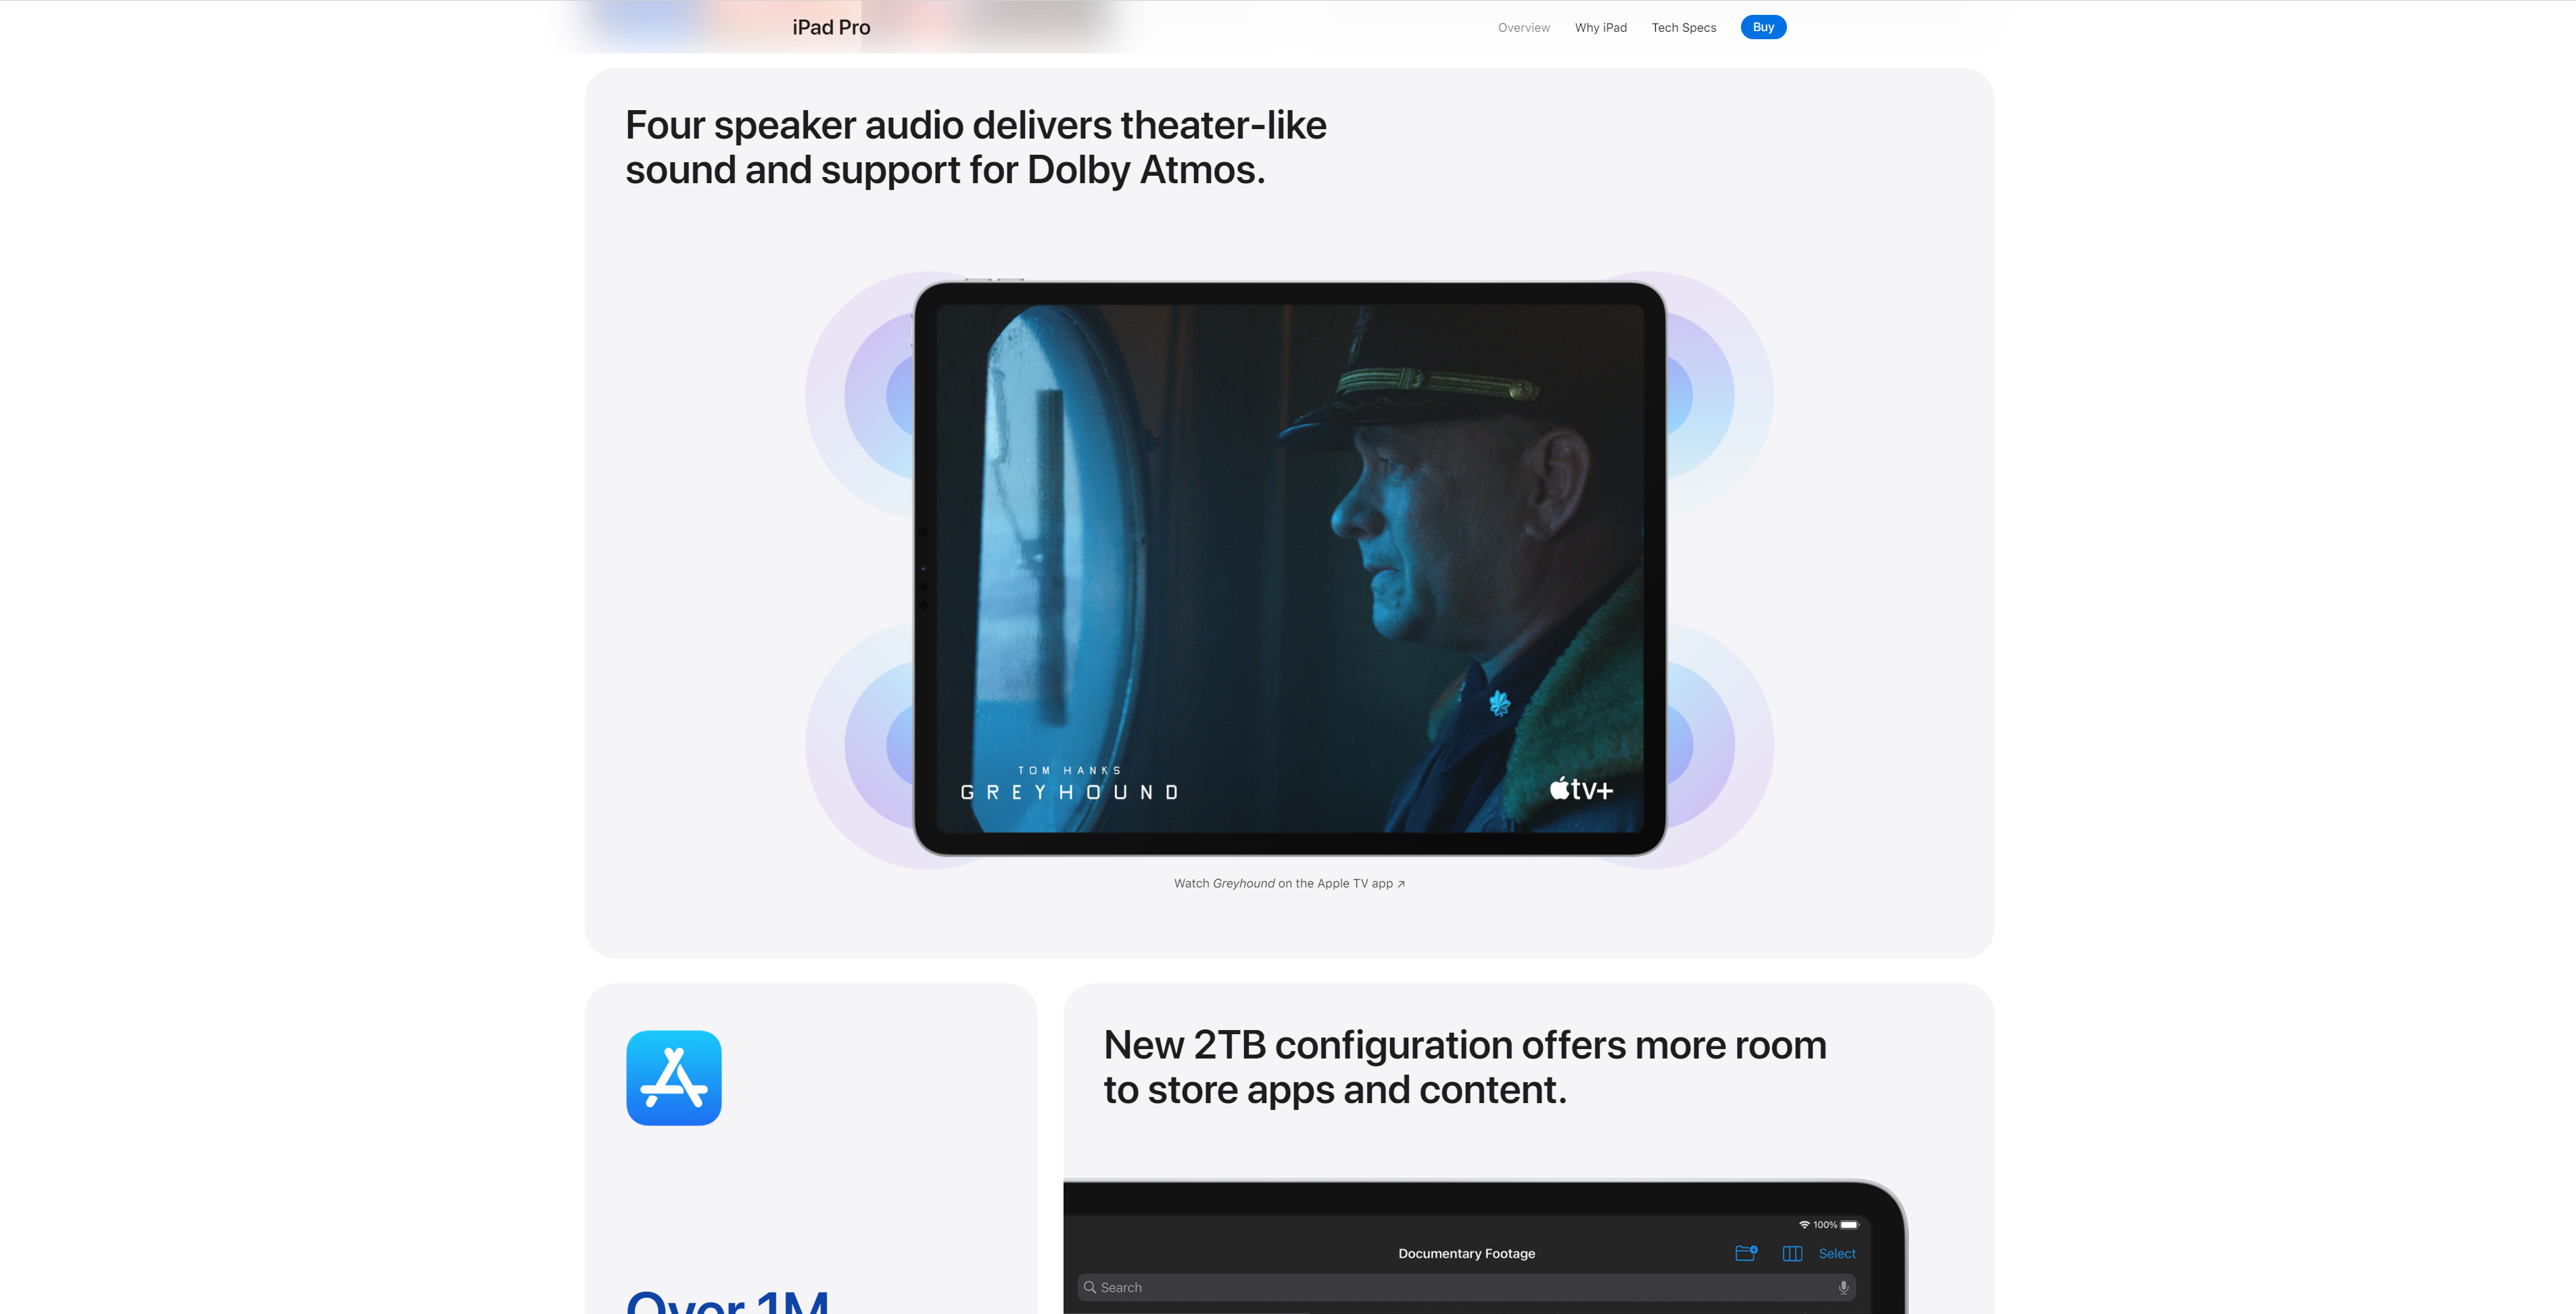 iPad Pro
Overview
Why iPad
Tech Specs
Buy
Four speaker audio delivers theater-like
sound and support for Dolby Atmos.
TOM HANKS
GREYHOUND
tv+
Watch Greyhound on the Apple TV app ↗
New 2TB configuration offers more room
to store apps and content.
100%
Documentary Footage
Select
Search
Over 1M